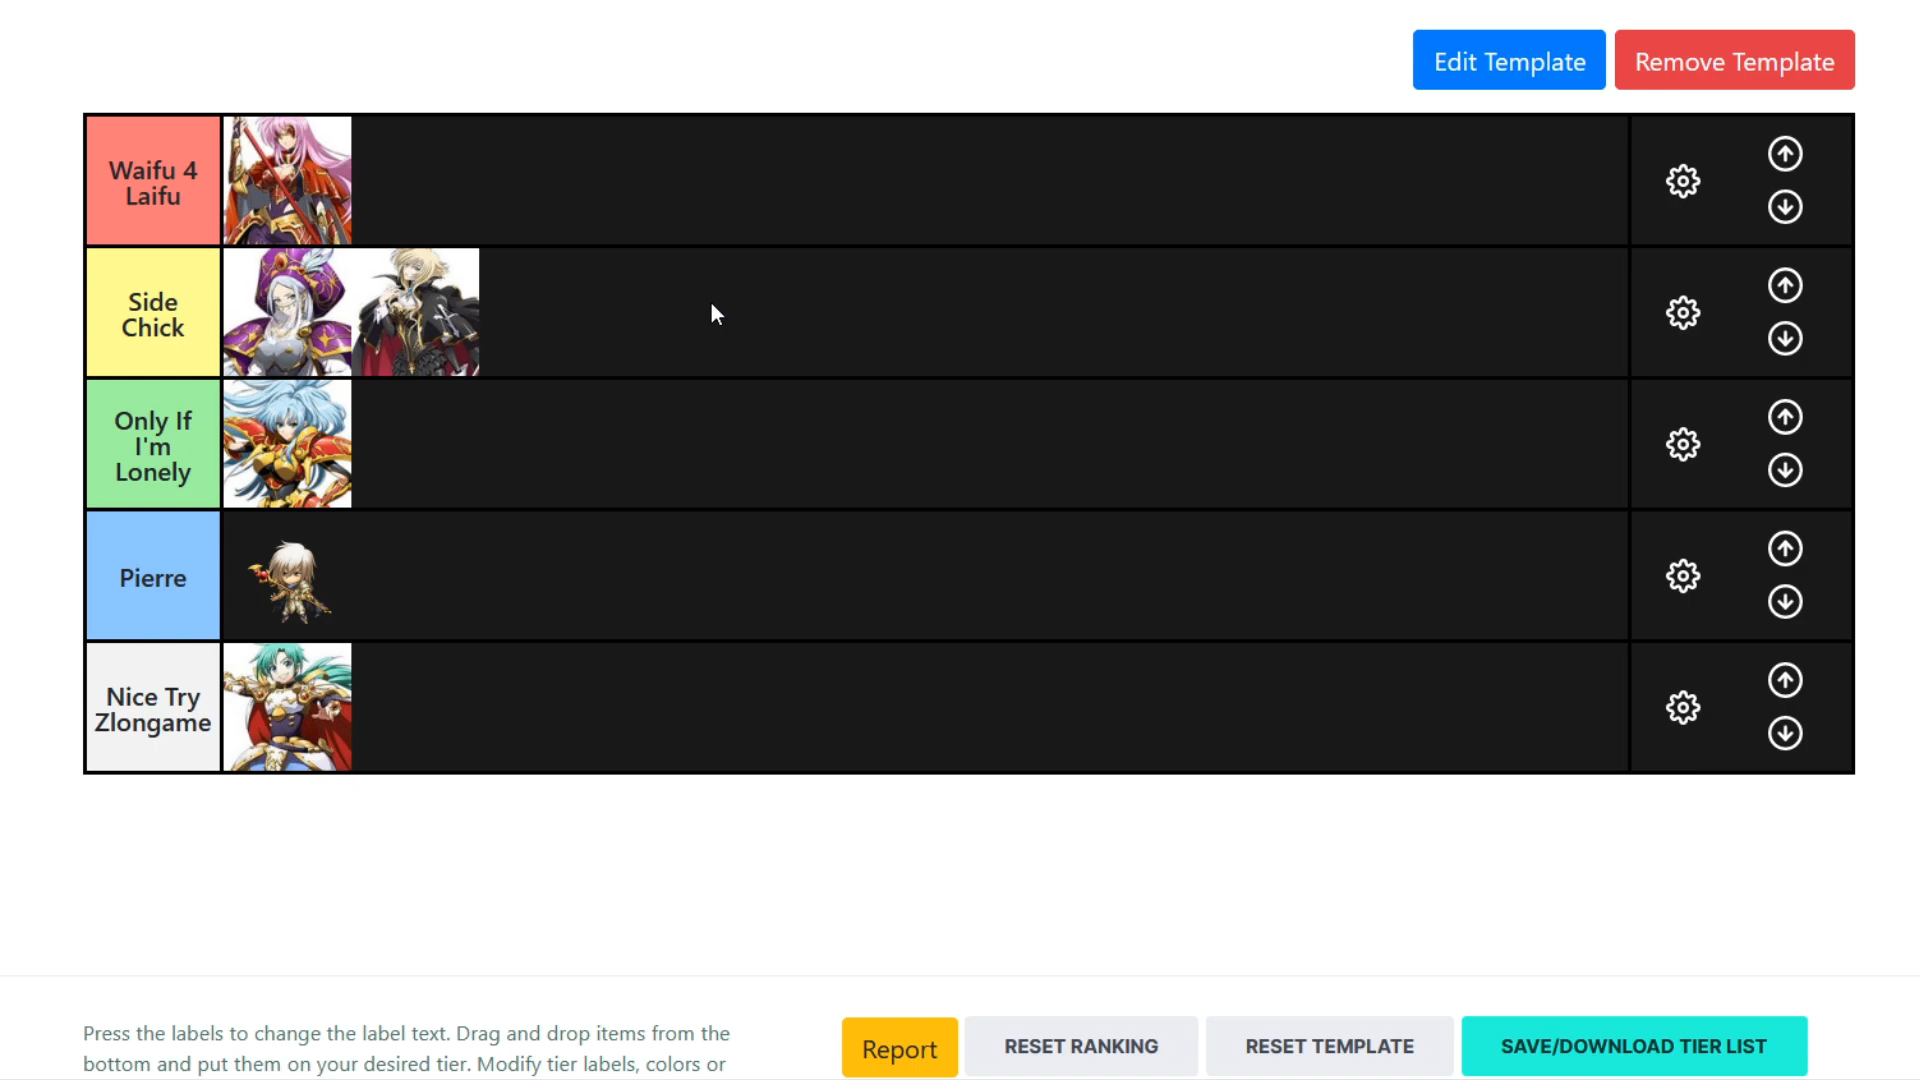 Edit Template
Remove Template
Waifu 4
Laifu
Side
Chick
Only If
I'm
Lonely
Pierre
Nice Try
Zlongame
Press the labels to change the label text. Drag and drop items from the
bottom and put them on your desired tier. Modify tier labels, colors or
Report
RESET RANKING
RESET TEMPLATE
SAVE/DOWNLOAD TIER LIST